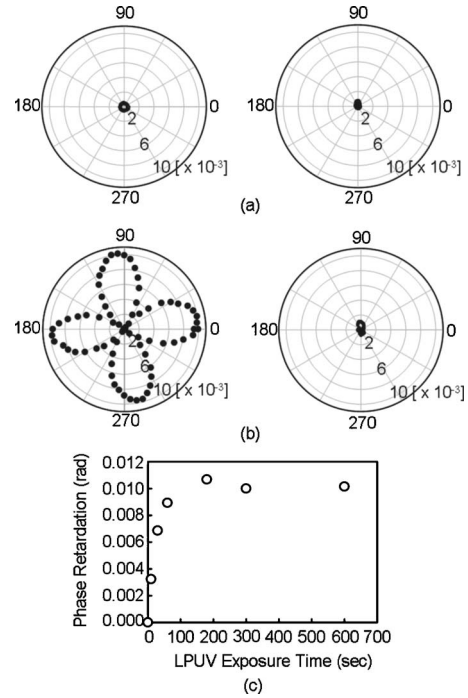 90 90
180 0 180 0
2 2
6 6
10 [ x 10⁻³] 10 [ x 10⁻³]
270 270
(a)
90 90
180 0 180 0
2 2
6 6
10 [ x 10⁻³] 10 [ x 10⁻³]
270 270
(b)
Phase Retardation (rad)
0.012
0.010
0.008
0.006
0.004
0.002
0.000
0 100 200 300 400 500 600 700
LPUV Exposure Time (sec)
(c)